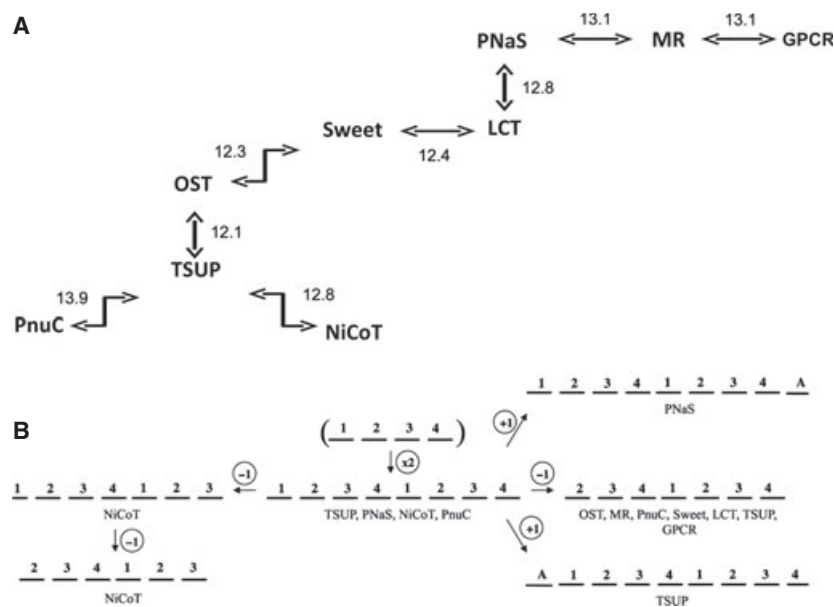 A
PNaS 13.1 MR 13.1 GPCR
12.8
Sweet 12.4 LCT
12.3
OST
12.1
TSUP
13.9 12.8
PnuC NiCoT
B
1 2 3 4 1 2 3 4 A
PNaS
( 1 2 3 4 )
+1
x2
1 2 3 4 1 2 3
NiCoT
−1
1 2 3 4 1 2 3 4
TSUP, PNaS, NiCoT, PnuC
−1
2 3 4 1 2 3 4
OST, MR, PnuC, Sweet, LCT, TSUP,
GPCR
−1
+1
2 3 4 1 2 3
NiCoT
A 1 2 3 4 1 2 3 4
TSUP